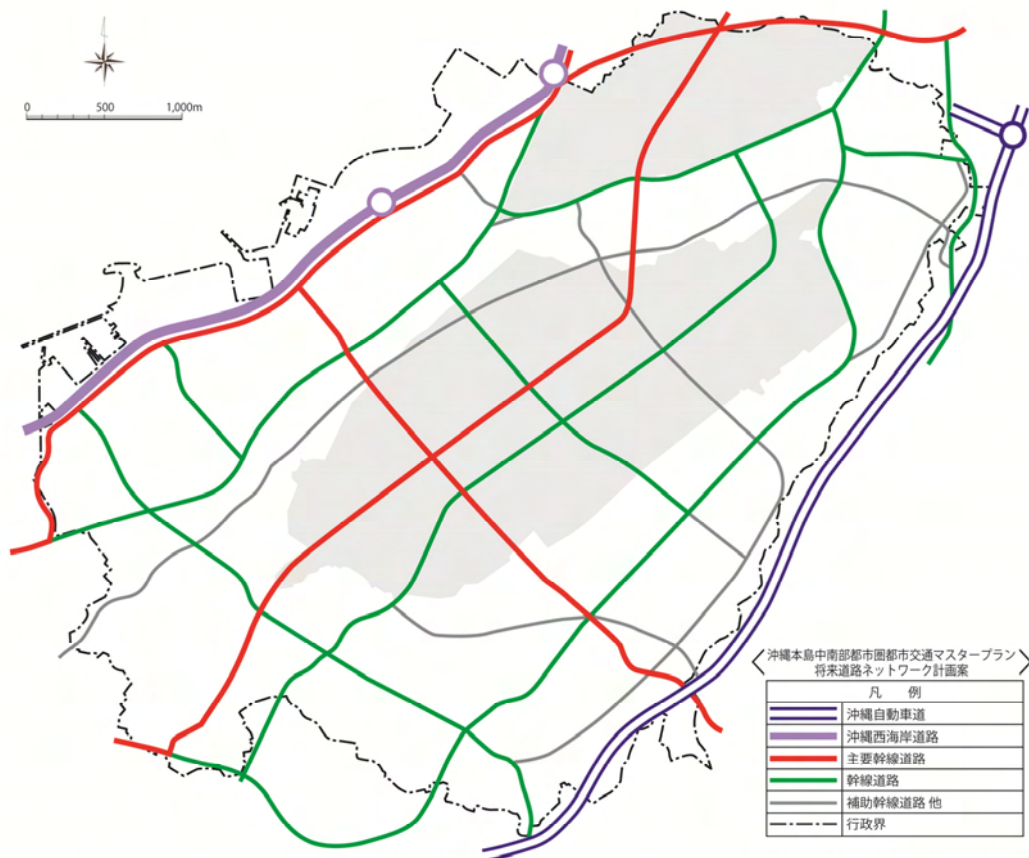 0 500 1,000m
沖縄本島中南部都市圏都市交通マスタープラン
将来道路ネットワーク計画案
凡 例
沖縄自動車道
沖縄西海岸道路
主要幹線道路
幹線道路
補助幹線道路 他
行政界